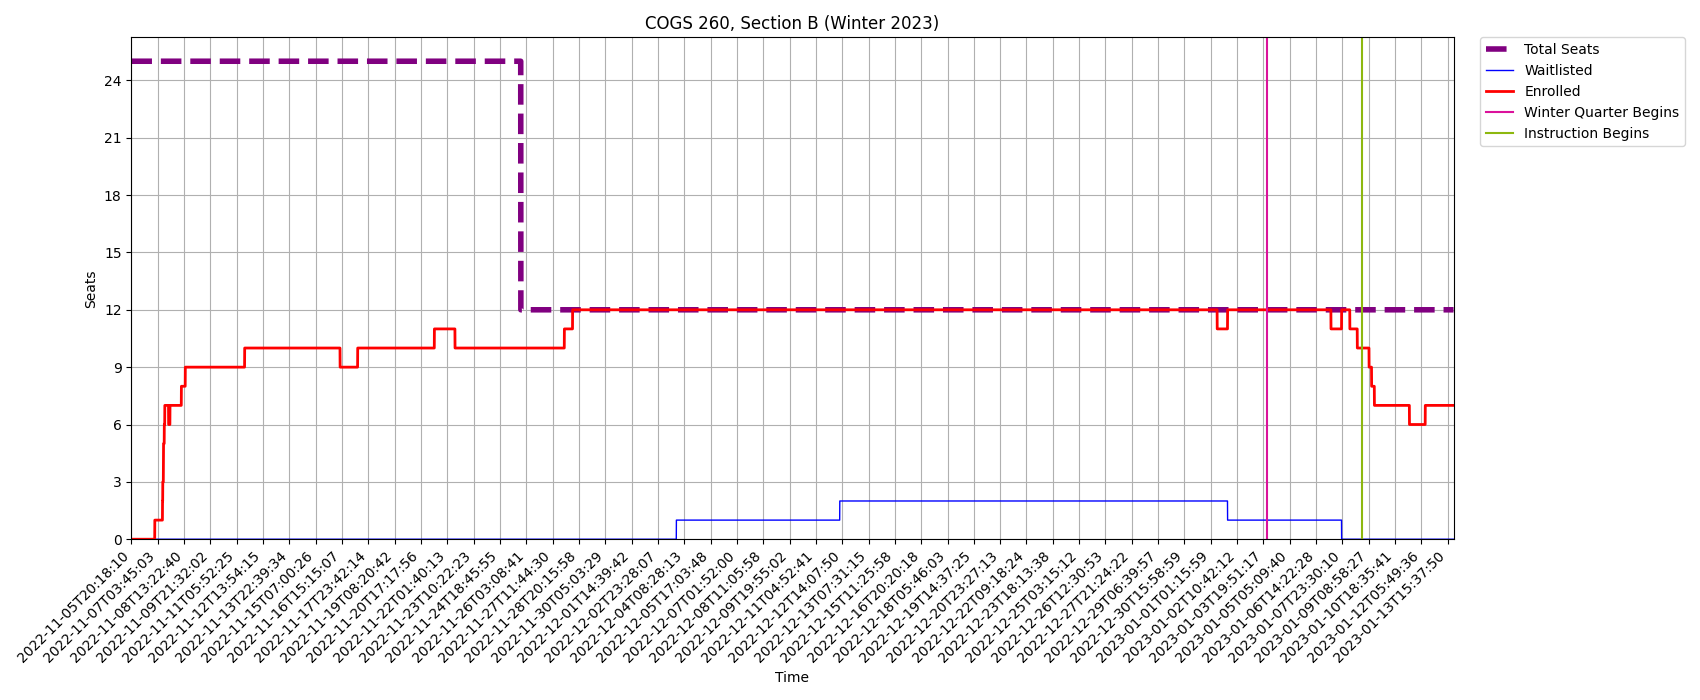 COGS 260, Section B (Winter 2023)
Total Seats
Waitlisted
Enrolled
Winter Quarter Begins
Instruction Begins
Seats
24
21
18
15
12
9
6
3
0
2022-11-05T20:18:10
2022-11-07T03:45:03
2022-11-08T13:22:40
2022-11-09T21:32:02
2022-11-11T05:52:25
2022-11-12T13:54:15
2022-11-13T22:39:34
2022-11-15T07:00:26
2022-11-16T15:15:07
2022-11-17T23:42:14
2022-11-19T08:20:42
2022-11-20T17:17:56
2022-11-22T01:40:13
2022-11-23T10:22:23
2022-11-24T18:45:55
2022-11-26T03:08:41
2022-11-27T11:44:30
2022-11-28T20:15:58
2022-11-30T05:03:29
2022-12-01T14:39:42
2022-12-02T23:28:07
2022-12-04T08:28:13
2022-12-05T17:03:48
2022-12-07T01:52:00
2022-12-08T11:05:58
2022-12-09T19:55:02
2022-12-11T04:52:41
2022-12-12T14:07:50
2022-12-13T07:31:15
2022-12-15T11:25:58
2022-12-16T20:20:18
2022-12-18T05:46:03
2022-12-19T14:37:25
2022-12-20T23:27:13
2022-12-22T09:18:24
2022-12-23T18:13:38
2022-12-25T03:15:12
2022-12-26T12:30:53
2022-12-27T21:24:22
2022-12-29T06:39:57
2022-12-30T15:58:59
2023-01-01T01:15:59
2023-01-02T10:42:12
2023-01-03T19:51:17
2023-01-05T05:09:40
2023-01-06T14:22:28
2023-01-07T23:30:16
2023-01-09T08:58:27
2023-01-10T18:35:41
2023-01-12T05:49:36
2023-01-13T15:37:50
Time